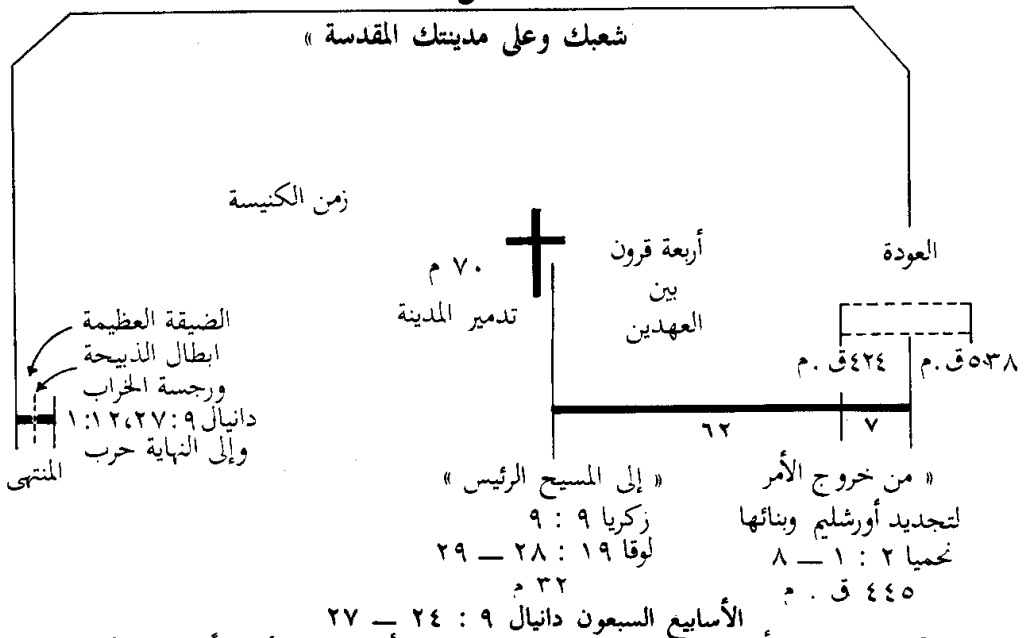 شعبك وعلى مدينتك المقدسة »
زمن الكنيسة
٧٠ م
تدمير المدينة
أربعة قرون
بين
العهدين
العودة
٥٣٨ق.م
٤٢٤ق.م
الضيقة العظيمة
ابطال الذبيحة
ورجسة الخراب
دانيال ٩ : ٢٧،١٢ : ١
وإلى النهاية حرب
المنتهى
٧
٦٢
« من خروج الأمر
لتجديد أورشليم وبنائها
نحميا ٢ : ١ — ٨
٤٤٥ ق . م
« إلى المسيح الرئيس »
زكريا ٩ : ٩
لوقا ١٩ : ٢٨ — ٢٩
٣٢ م
الأسابيع السبعون دانيال ٩ : ٢٤ — ٢٧